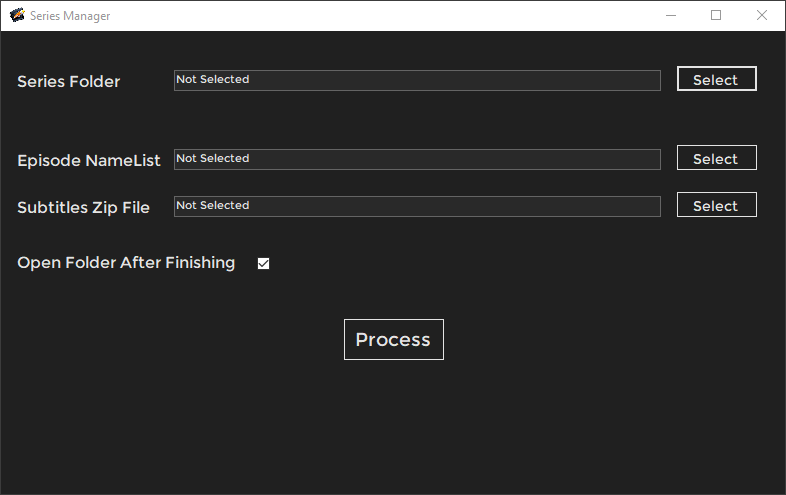 Series Manager
Series Folder Not Selected Select
Episode NameList Not Selected Select
Subtitles Zip File Not Selected Select
Open Folder After Finishing
Process